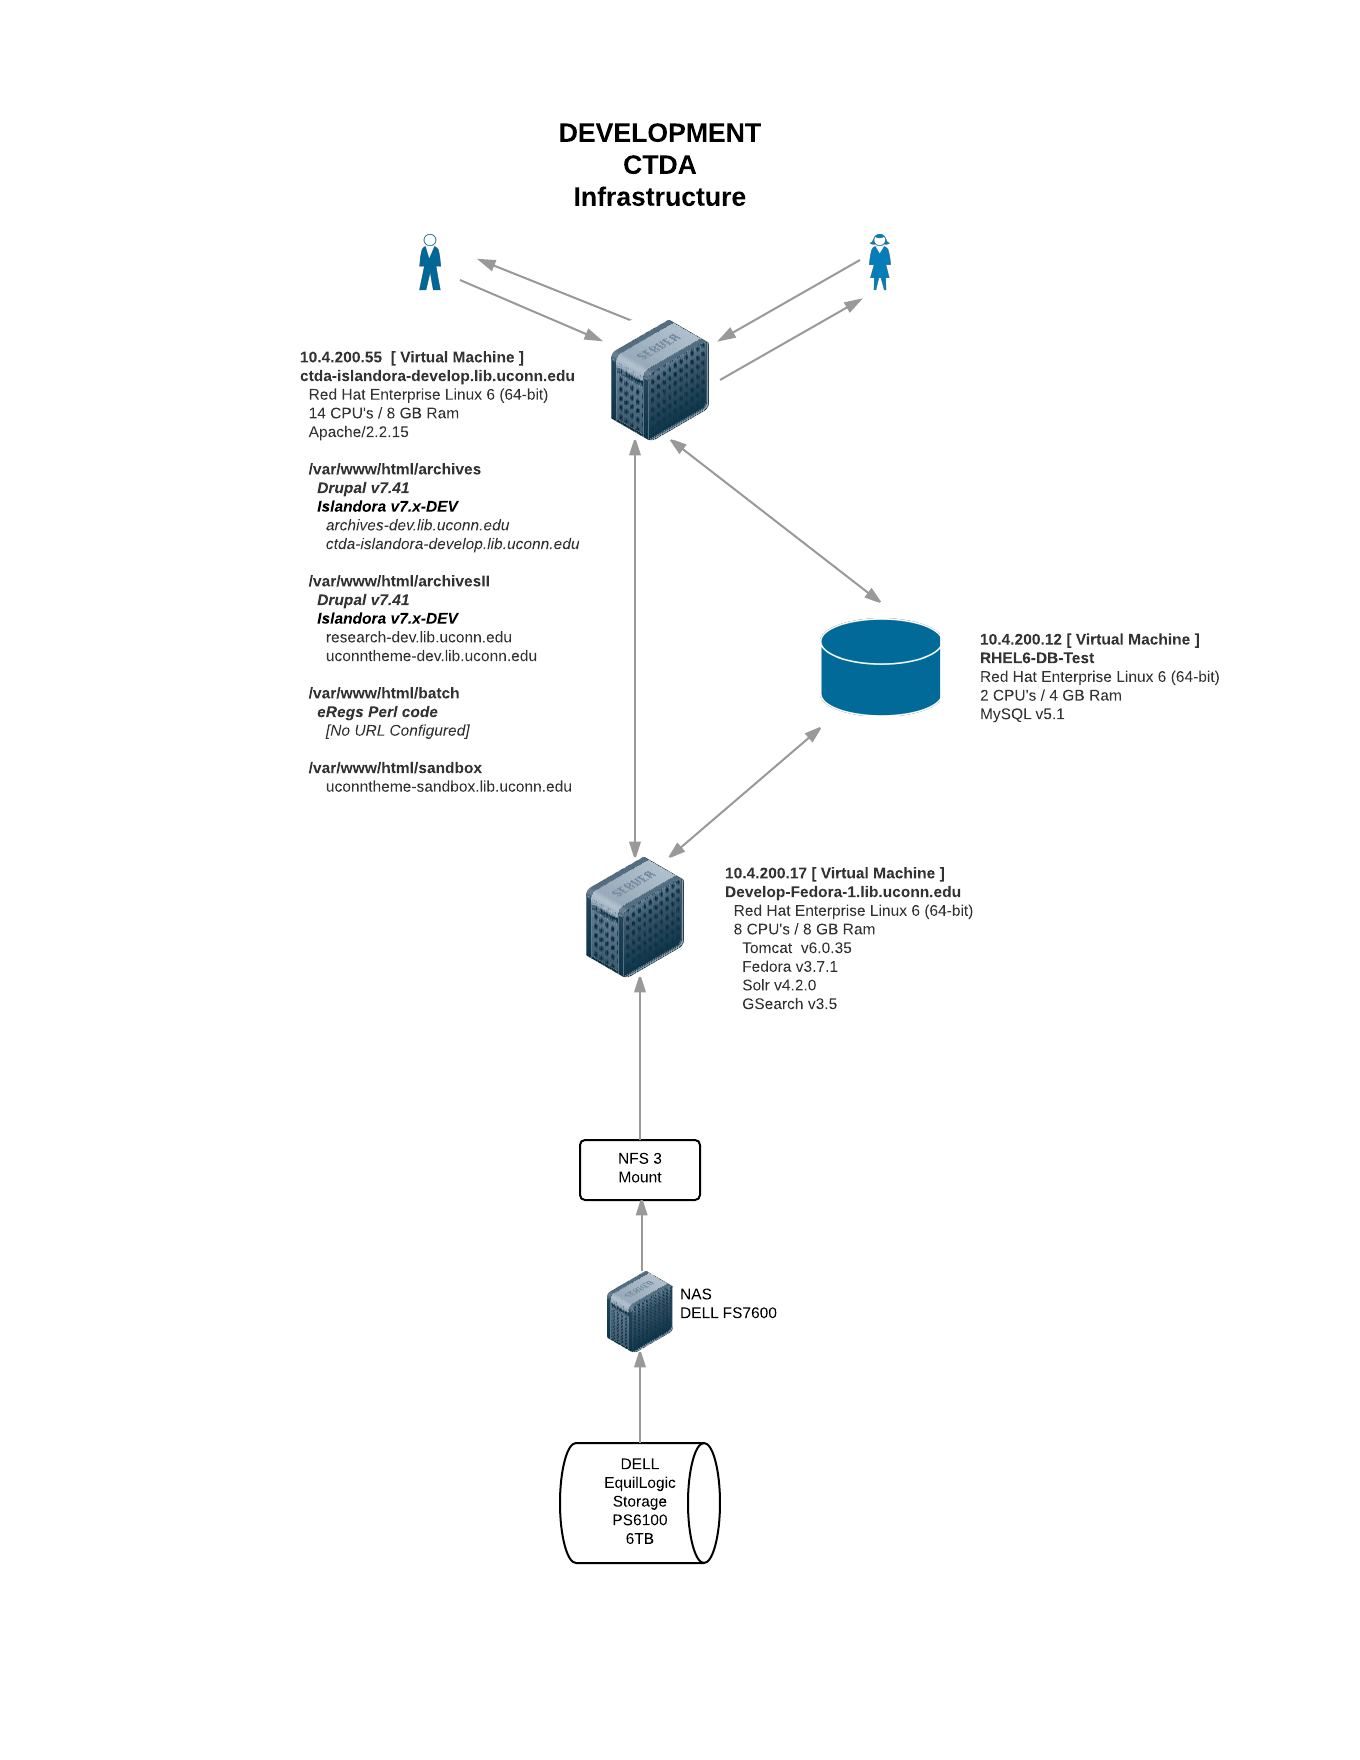 DEVELOPMENT
CTDA
Infrastructure
SERVER
10.4.200.55  [ Virtual Machine ]
ctda-islandora-develop.lib.uconn.edu
Red Hat Enterprise Linux 6 (64-bit)
14 CPU's / 8 GB Ram
Apache/2.2.15
/var/www/html/archives
Drupal v7.41
Islandora v7.x-DEV
archives-dev.lib.uconn.edu
ctda-islandora-develop.lib.uconn.edu
/var/www/html/archivesII
Drupal v7.41
Islandora v7.x-DEV
research-dev.lib.uconn.edu
uconntheme-dev.lib.uconn.edu
/var/www/html/batch
eRegs Perl code
[No URL Configured]
/var/www/html/sandbox
uconntheme-sandbox.lib.uconn.edu
10.4.200.12 [ Virtual Machine ]
RHEL6-DB-Test
Red Hat Enterprise Linux 6 (64-bit)
2 CPU's / 4 GB Ram
MySQL v5.1
SERVER
10.4.200.17 [ Virtual Machine ]
Develop-Fedora-1.lib.uconn.edu
Red Hat Enterprise Linux 6 (64-bit)
8 CPU's / 8 GB Ram
Tomcat  v6.0.35
Fedora v3.7.1
Solr v4.2.0
GSearch v3.5
NFS 3
Mount
SERVER
NAS
DELL FS7600
DELL
EquilLogic
Storage
PS6100
6TB